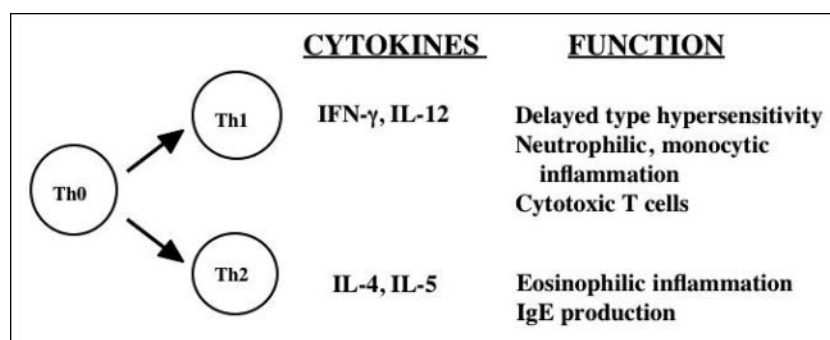 CYTOKINES FUNCTION
Th1 IFN-γ, IL-12 Delayed type hypersensitivity
Neutrophilic, monocytic
inflammation
Cytotoxic T cells
Th0
Th2 IL-4, IL-5 Eosinophilic inflammation
IgE production